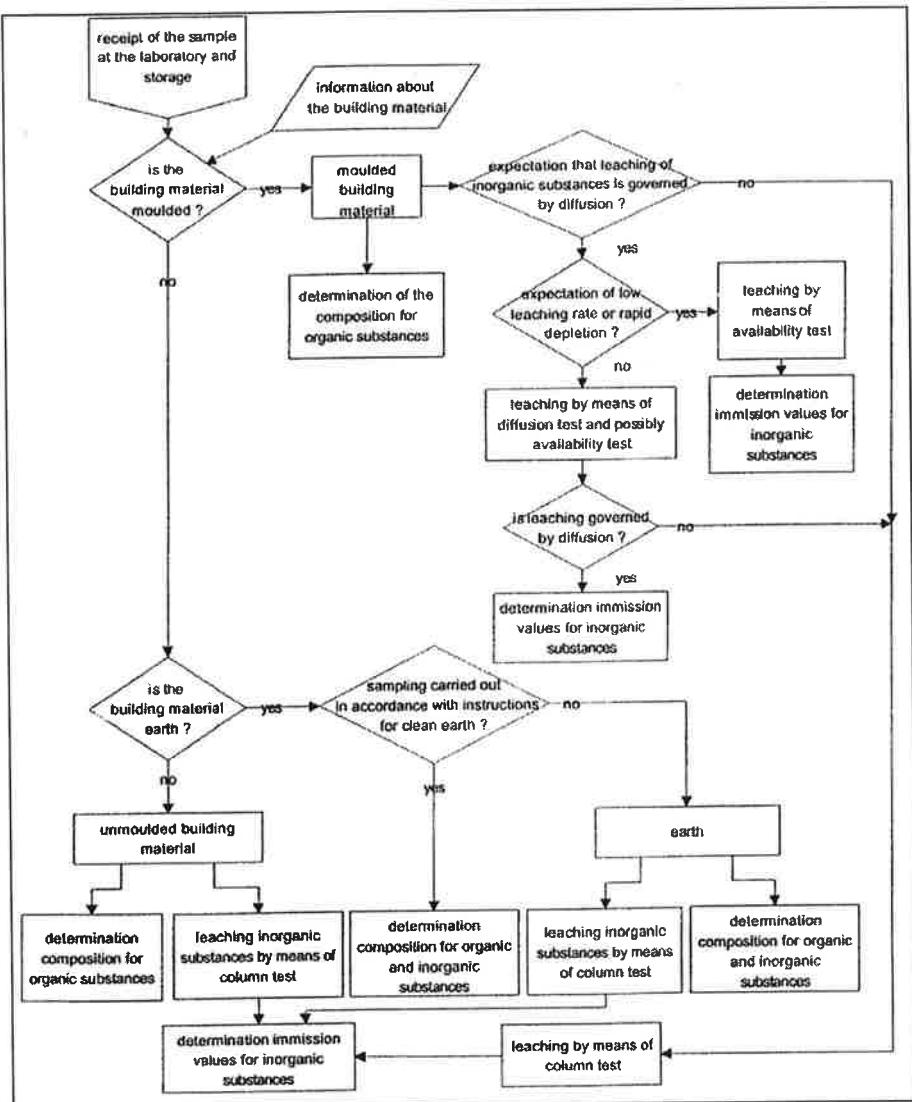 receipt of the sample
at the laboratory and
storage
information about
the building material
is the
building material
moulded ?
yes
moulded
building
material
expectation that leaching of
inorganic substances is governed
by diffusion ?
no
yes
no
determination of the
composition for
organic substances
expectation of low
leaching rate or rapid
depletion ?
yes
leaching by
means of
availability test
no
leaching by means of
diffusion test and possibly
availability test
determination
immission values for
inorganic
substances
is leaching governed
by diffusion ?
no
yes
determination immission
values for inorganic
substances
is the
building material
earth ?
yes
sampling carried out
in accordance with instructions
for clean earth ?
no
no
yes
unmoulded building
material
earth
determination
composition for
organic substances
leaching inorganic
substances by means
of column test
determination
composition for organic
and inorganic
substances
leaching inorganic
substances by means
of column test
determination
composition for organic
and inorganic
substances
determination immission
values for inorganic
substances
leaching by means of
column test